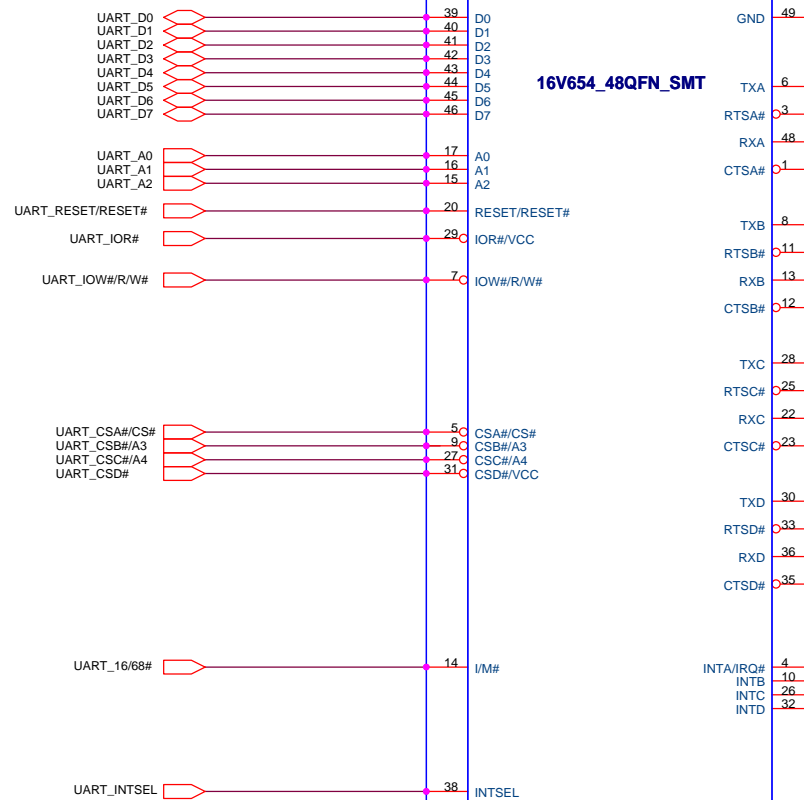 UART_D0 39 D0 GND 49
UART_D1 40 D1
UART_D2 41 D2
UART_D3 42 D3
UART_D4 43 D4
UART_D5 44 D5 16V654_48QFN_SMT TXA 6
UART_D6 45 D6
UART_D7 46 D7 RTSA# 3
RXA 48
UART_A0 17 A0
UART_A1 16 A1 CTSA# 1
UART_A2 15 A2
UART_RESET/RESET# 20 RESET/RESET#
TXB 8
UART_IOR# 29 IOR#/VCC
RTSB# 11
UART_IOW#/R/W# 7 IOW#/R/W# RXB 13
CTSB# 12
TXC 28
RTSC# 25
RXC 22
UART_CSA#/CS# 5 CSA#/CS#
UART_CSB#/A3 9 CSB#/A3 CTSC# 23
UART_CSC#/A4 27 CSC#/A4
UART_CSD# 31 CSD#/VCC
TXD 30
RTSD# 33
RXD 36
CTSD# 35
UART_16/68# 14 I/M# INTA/IRQ# 4
INTB 10
INTC 26
INTD 32
UART_INTSEL 38 INTSEL